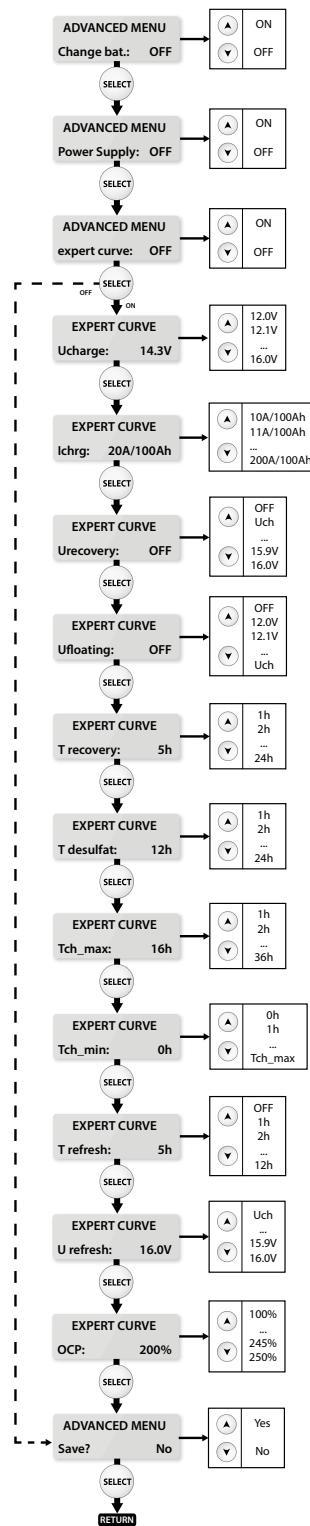 ADVANCED MENU
Change bat.: OFF
ON
OFF
SELECT
ADVANCED MENU
Power Supply: OFF
ON
OFF
SELECT
ADVANCED MENU
expert curve: OFF
ON
OFF
SELECT
OFF
ON
EXPERT CURVE
Ucharge: 14.3V
12.0V
12.1V
...
16.0V
SELECT
EXPERT CURVE
Ichrg: 20A/100Ah
10A/100Ah
11A/100Ah
...
200A/100Ah
SELECT
EXPERT CURVE
Urecovery: OFF
OFF
Uch
...
15.9V
16.0V
SELECT
EXPERT CURVE
Ufloating: OFF
OFF
12.0V
12.1V
...
Uch
SELECT
EXPERT CURVE
T recovery: 5h
1h
2h
...
24h
SELECT
EXPERT CURVE
T desulfat: 12h
1h
2h
...
24h
SELECT
EXPERT CURVE
Tch_max: 16h
1h
2h
...
36h
SELECT
EXPERT CURVE
Tch_min: 0h
0h
1h
...
Tch_max
SELECT
EXPERT CURVE
T refresh: 5h
OFF
1h
2h
...
12h
SELECT
EXPERT CURVE
U refresh: 16.0V
Uch
...
15.9V
16.0V
SELECT
EXPERT CURVE
OCP: 200%
100%
...
245%
250%
SELECT
ADVANCED MENU
Save? No
Yes
No
SELECT
RETURN